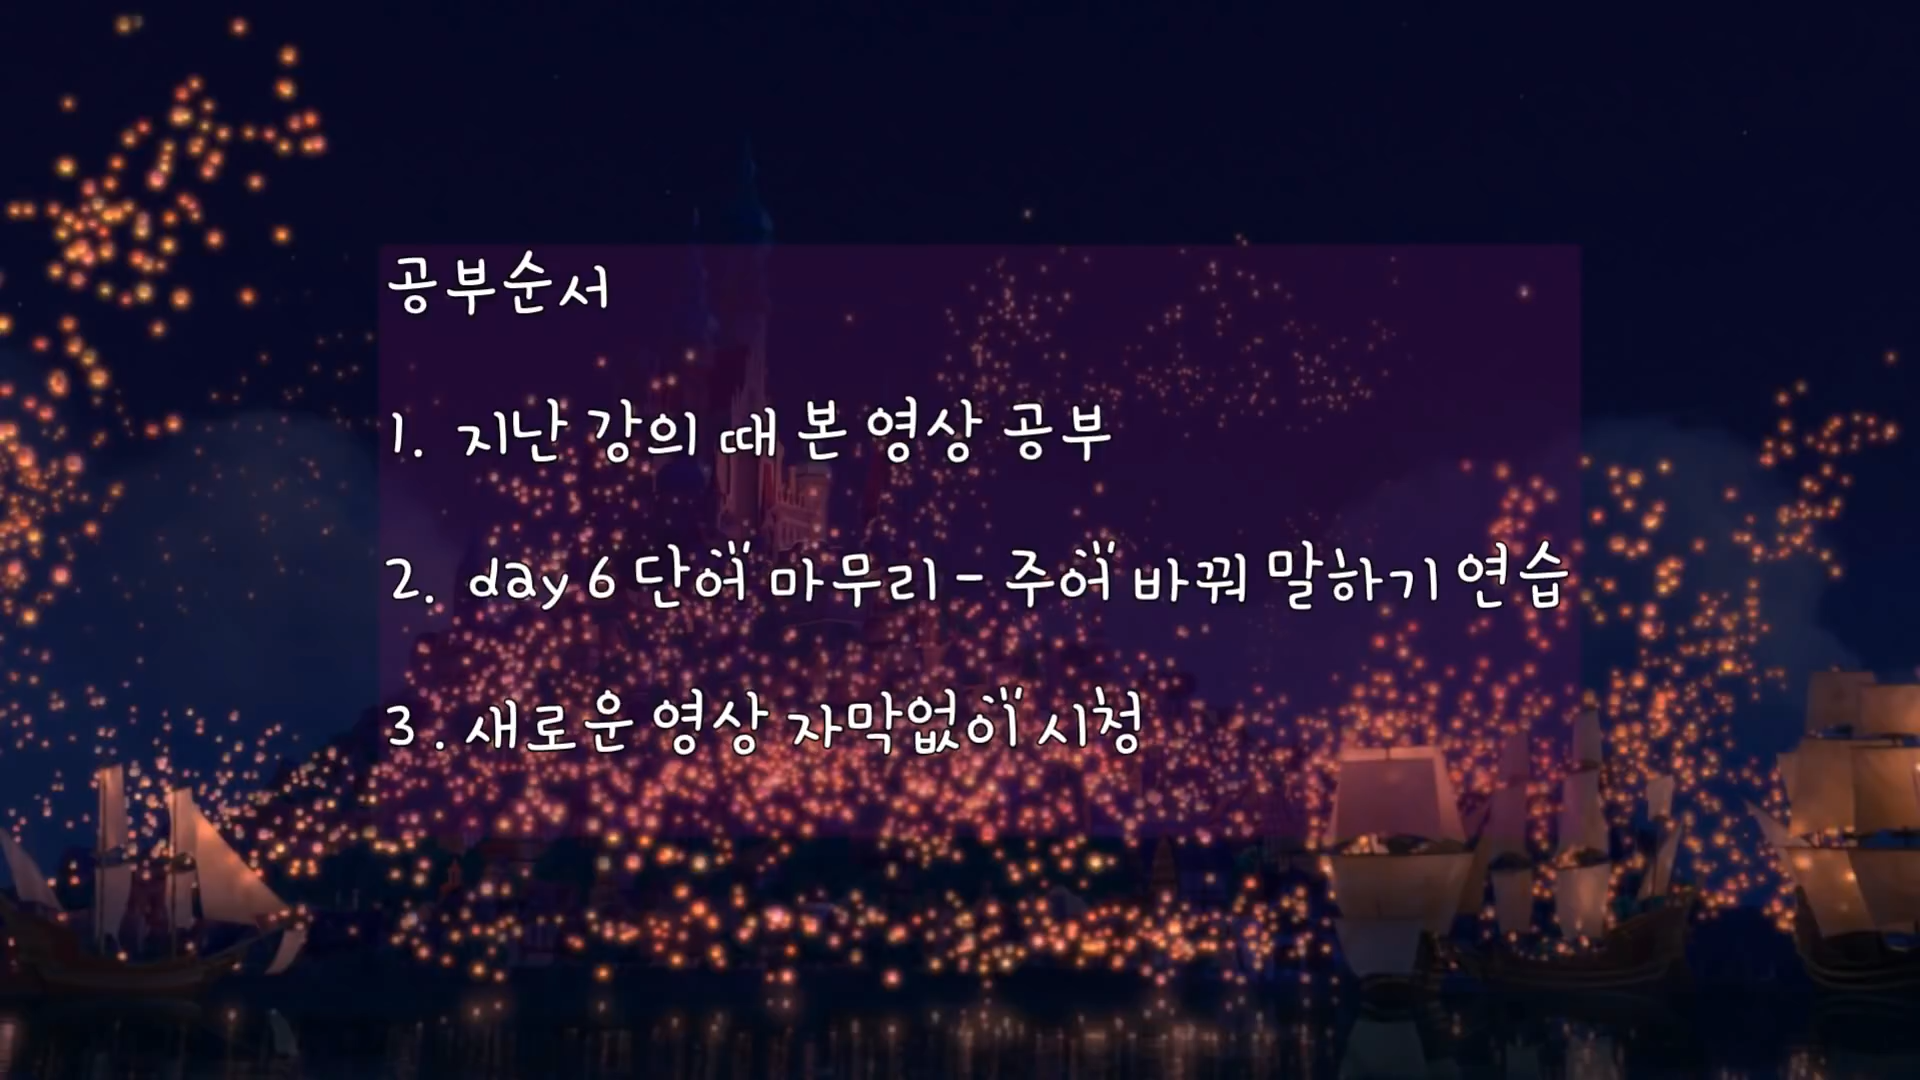 공부순서
1. 지난 강의 때 본 영상 공부
2. day 6 단어 마무리 - 주어 바꿔 말하기 연습
3. 새로운 영상 자막없이 시청